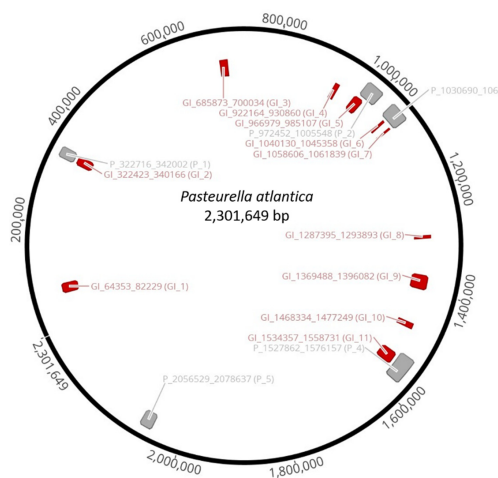 600,000
800,000
1,000,000
400,000
GI_685873_700034 (GI_3)
GI_922164_930860 (GI_4)
GI_966979_985107 (GI_5)
P_972452_1005548 (P_2)
GI_1040130_1045358 (GI_6)
GI_1058606_1061839 (GI_7)
P_1030690_106
P_322716_342002 (P_1)
GI_322423_340166 (GI_2)
1,200,000
Pasteurella atlantica
2,301,649 bp
200,000
GI_1287395_1293893 (GI_8)
GI_1369488_1396082 (GI_9)
GI_64353_82229 (GI_1)
1,400,000
GI_1468334_1477249 (GI_10)
GI_1534357_1558731 (GI_11)
P_1527862_1576157 (P_4)
2,301,649
P_2056529_2078637 (P_5)
1,600,000
2,000,000
1,800,000